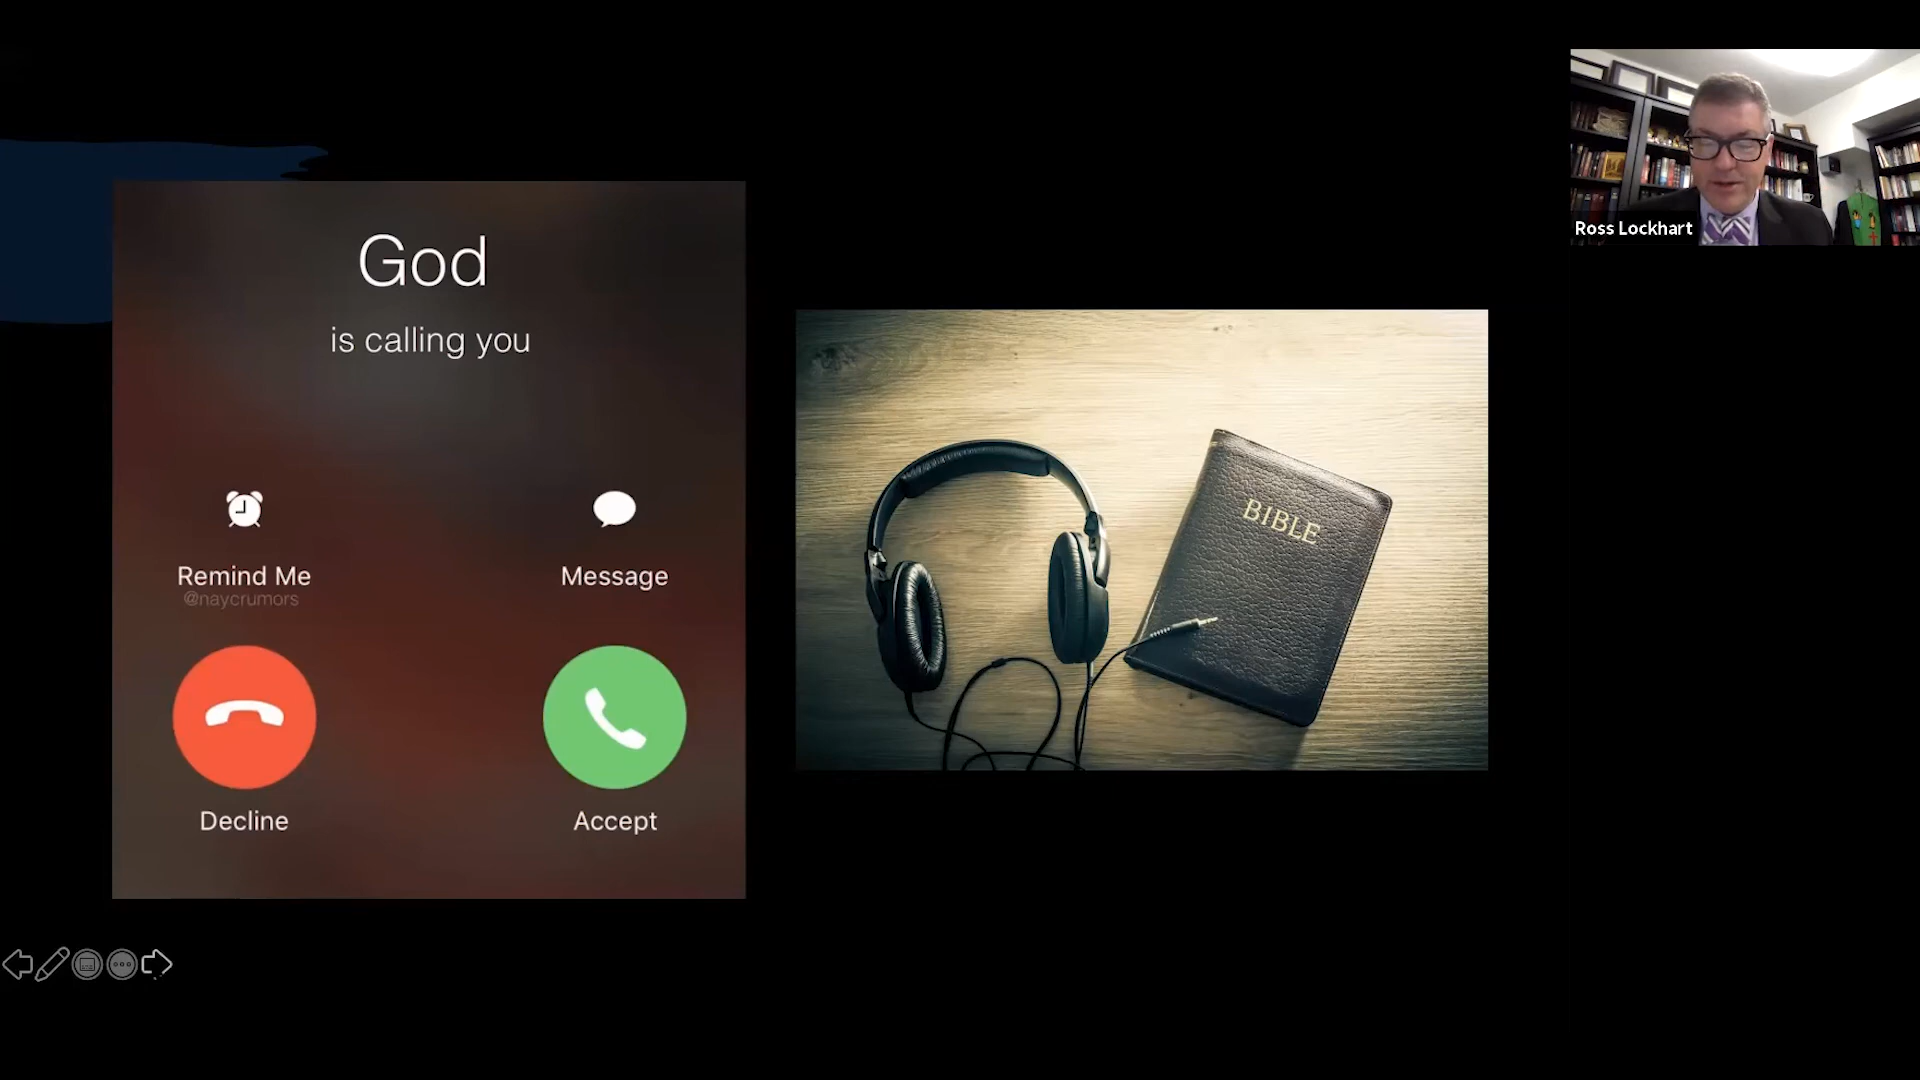 God
is calling you
Remind Me
@naycrumors
Message
Decline
Accept
BIBLE
Ross Lockhart